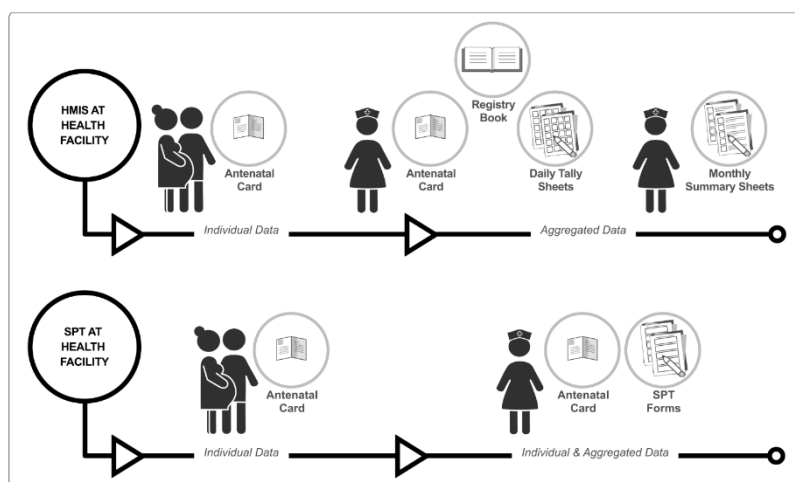 HMIS AT
HEALTH
FACILITY
Antenatal
Card
Antenatal
Card
Registry
Book
Daily Tally
Sheets
Monthly
Summary Sheets
Individual Data
Aggregated Data
SPT AT
HEALTH
FACILITY
Antenatal
Card
Antenatal
Card
SPT
Forms
Individual Data
Individual & Aggregated Data